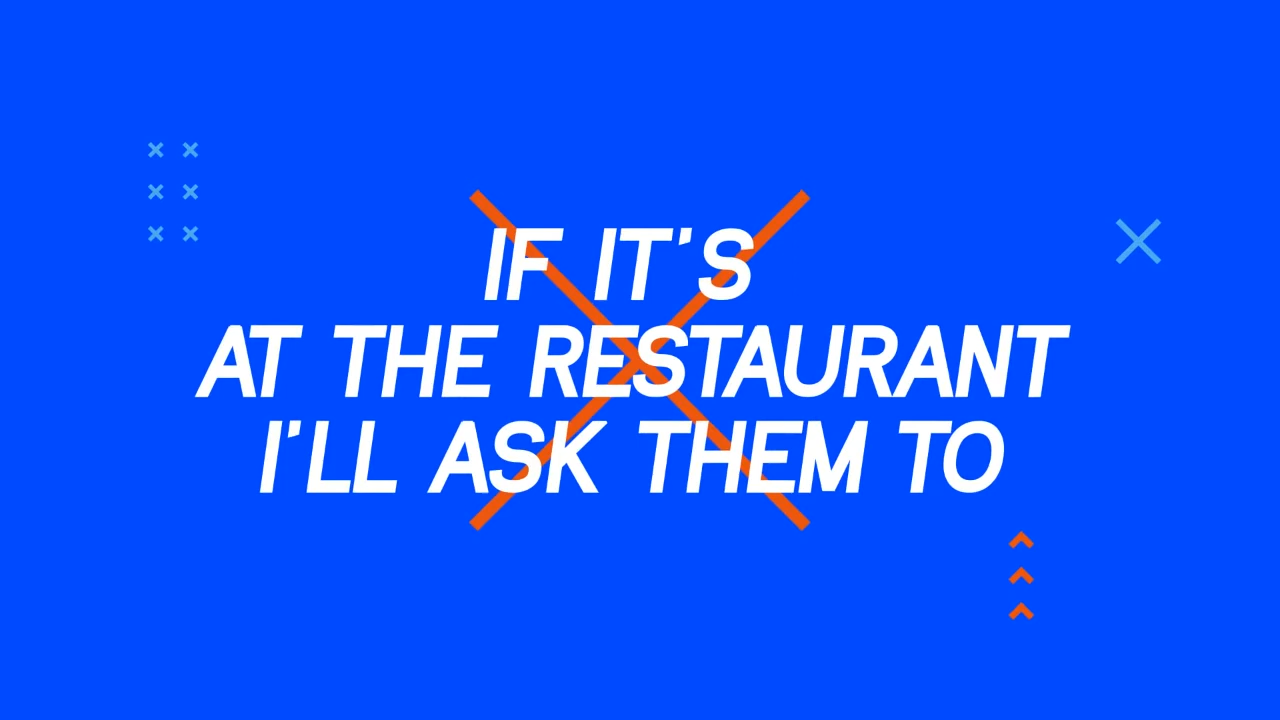 IF IT'S
AT THE RESTAURANT
I'LL ASK THEM TO